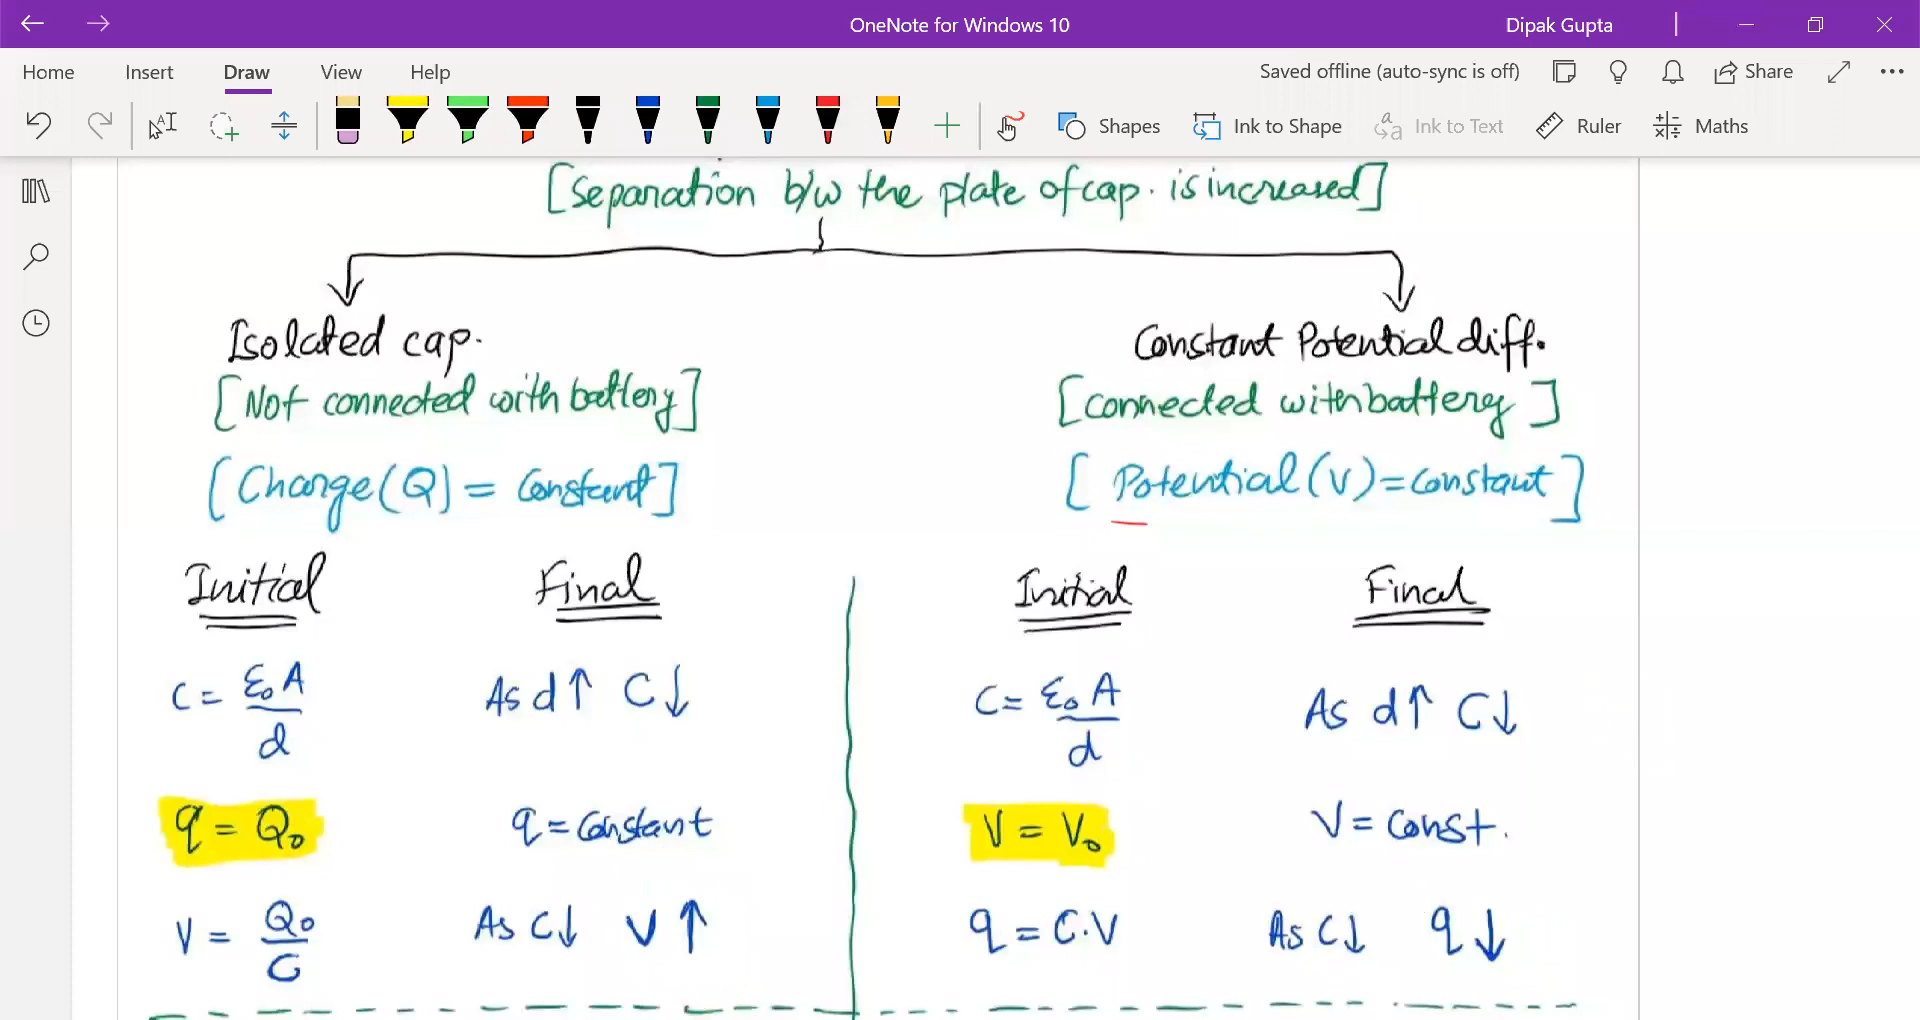 OneNote for Windows 10
Dipak Gupta
Home Insert Draw View Help
Saved offline (auto-sync is off) Share
Shapes Ink to Shape Ink to Text Ruler Maths
[Separation b/w the plate of cap. is increased]
Isolated cap.
Constant Potential diff.
[Not connected with battery]
[connected with battery]
[Charge(Q) = Constant]
[Potential(V)=constant]
Initial Final
Initial Final
C = ε₀A/d As d↑ C↓
C = ε₀A/d As d↑ C↓
q = Q₀ q = constant
V = V₀ V = const.
V = Q₀/C As C↓ V↑
q = C.V As C↓ q↓